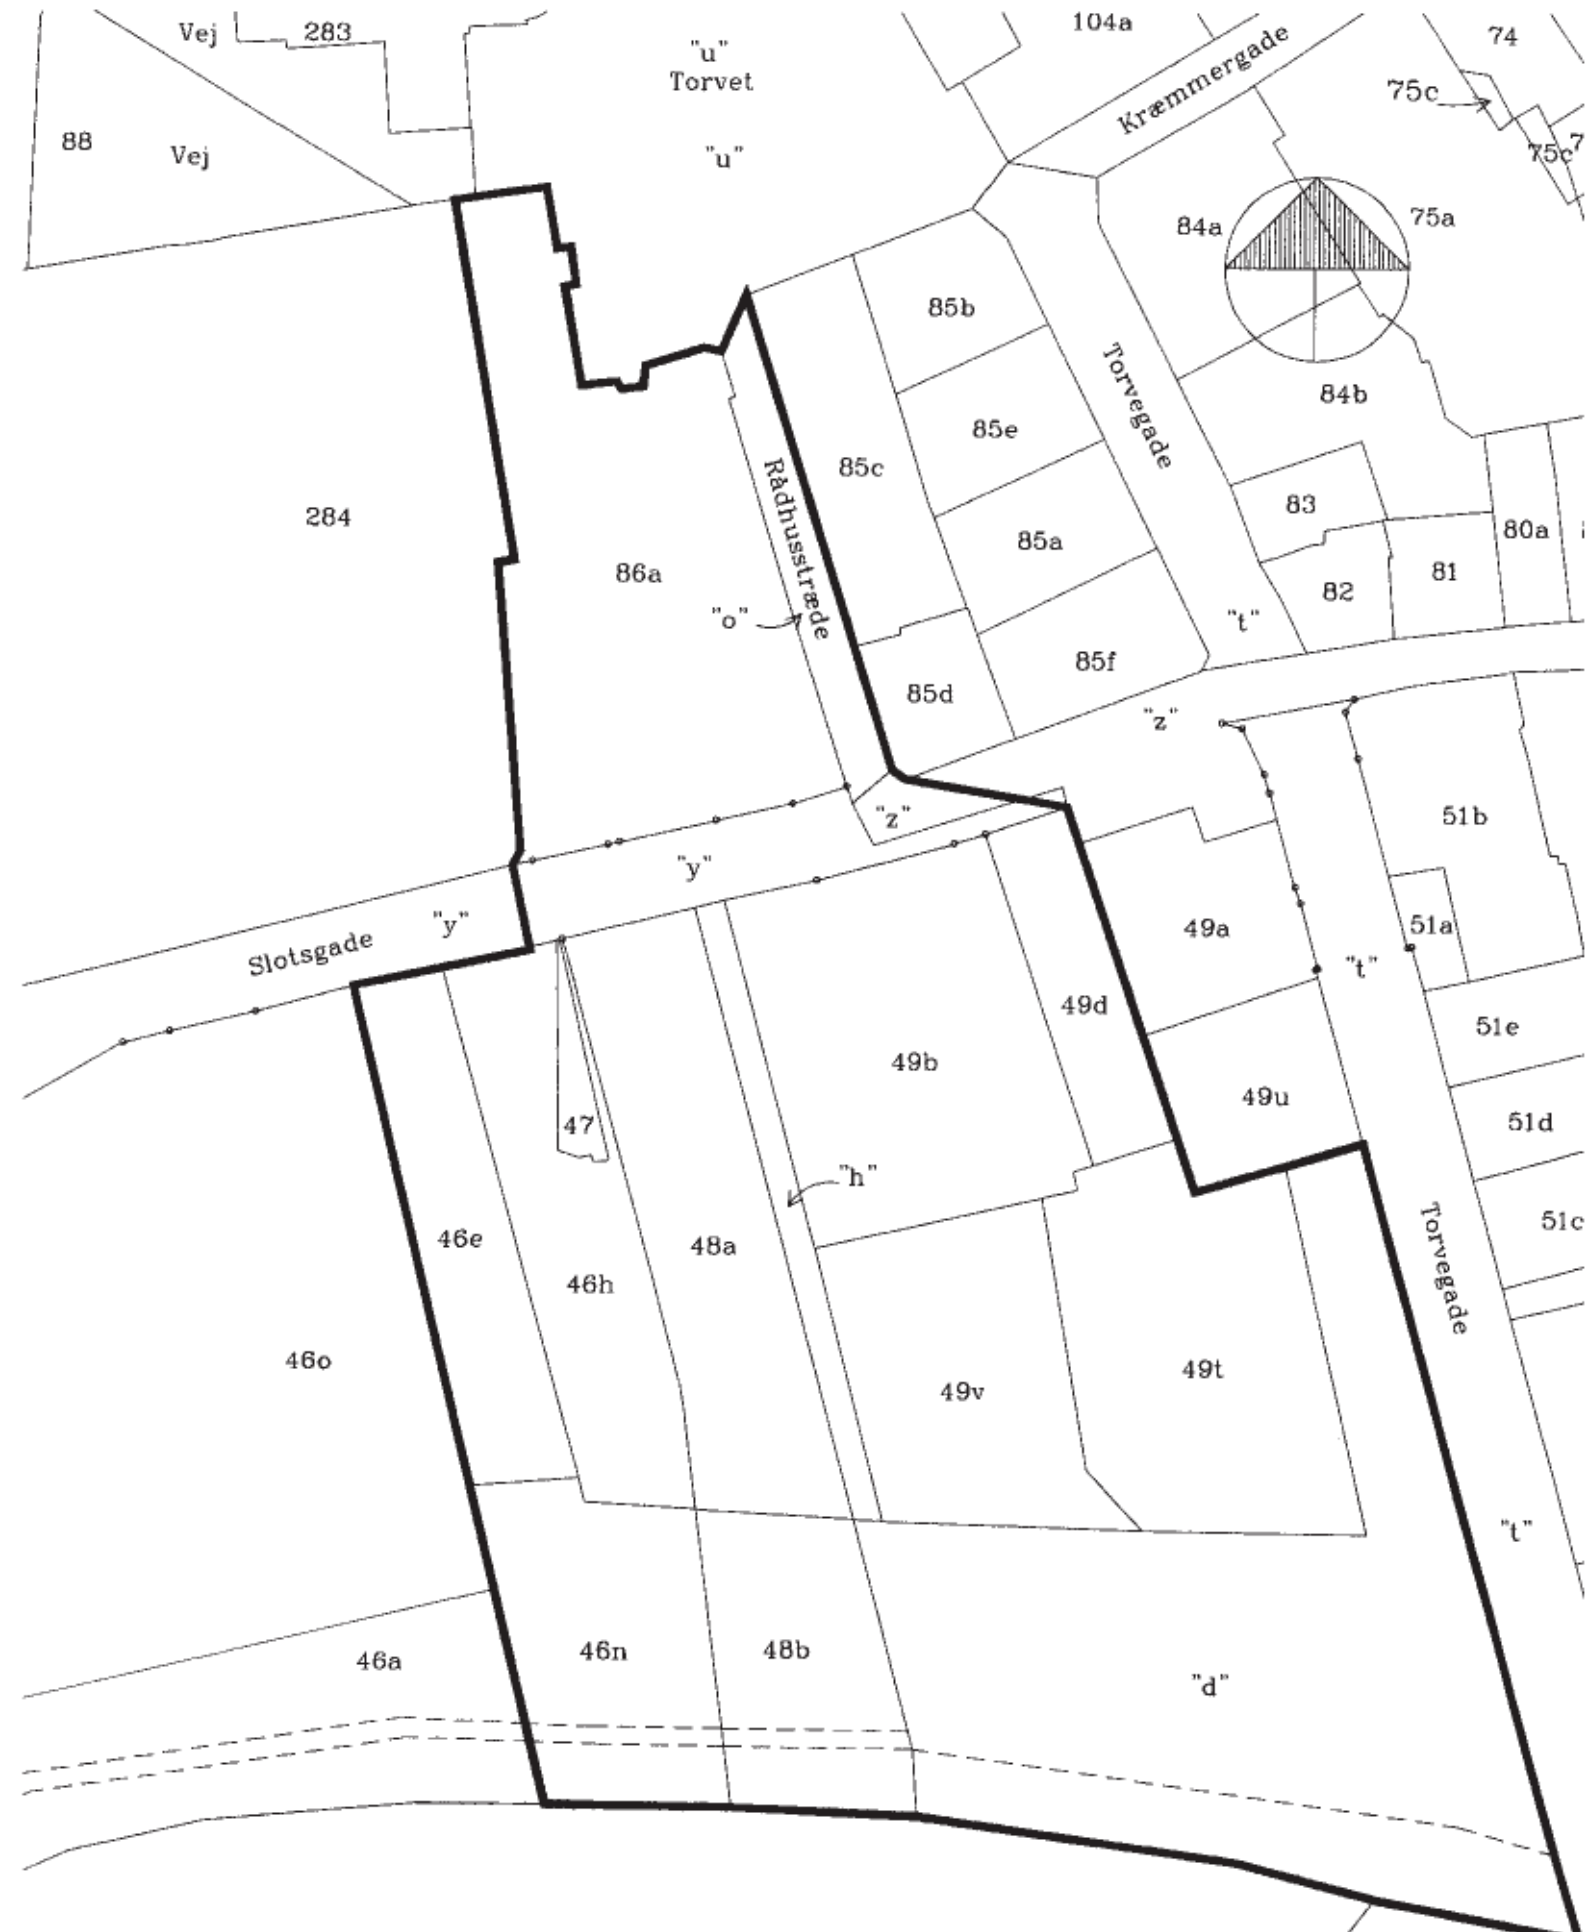 Vej
283
"u"
Torvet
104a
Kræmmergade
74
75c
88
Vej
"u"
75c
84a
75a
85b
Torvegade
84b
85e
85c
Rådhusstræde
284
83
80a
85a
86a
81
82
"o"
"t"
85f
85d
"z"
"z"
51b
"y"
"y"
Slotsgade
49a
51a
"t"
49d
51e
49b
49u
47
51d
"h"
46e
48a
Torvegade
51c
46h
46o
49t
49v
"t"
46n
48b
46a
"d"